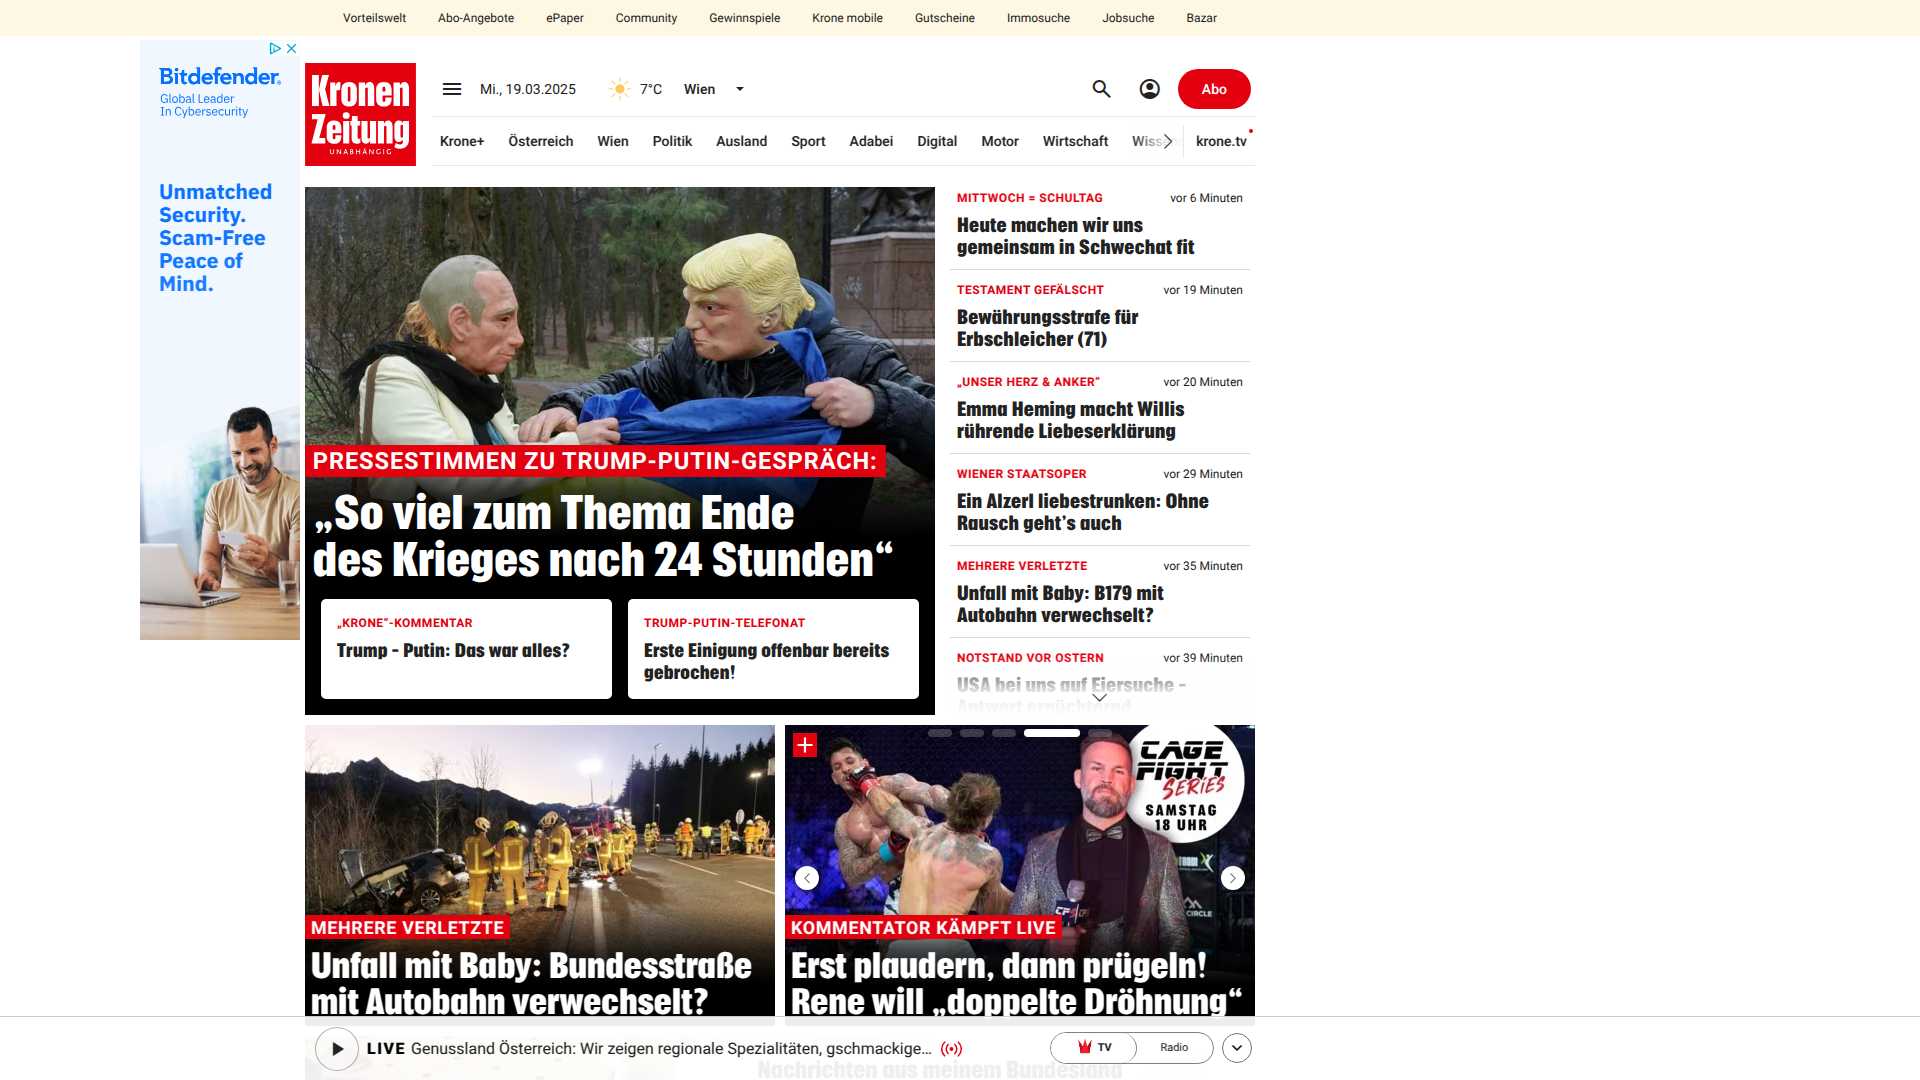 Vorteilswelt Abo-Angebote ePaper Community Gewinnspiele Krone mobile Gutscheine Immosuche Jobsuche Bazar
Bitdefender
Global Leader
In Cybersecurity
Unmatched
Security.
Scam-Free
Peace of
Mind.
Kronen
Zeitung
UNABHÄNGIG
Mi., 19.03.2025 7°C Wien Abo
Krone+ Österreich Wien Politik Ausland Sport Adabei Digital Motor Wirtschaft krone.tv
PRESSESTIMMEN ZU TRUMP-PUTIN-GESPRÄCH:
„So viel zum Thema Ende
des Krieges nach 24 Stunden“
„KRONE“-KOMMENTAR
Trump – Putin: Das war alles?
TRUMP-PUTIN-TELEFONAT
Erste Einigung offenbar bereits
gebrochen!
MITTWOCH = SCHULTAG vor 6 Minuten
Heute machen wir uns
gemeinsam in Schwechat fit
TESTAMENT GEFÄLSCHT vor 19 Minuten
Bewährungsstrafe für
Erbschleicher (71)
„UNSER HERZ & ANKER“ vor 20 Minuten
Emma Heming macht Willis
rührende Liebeserklärung
WIENER STAATSOPER vor 29 Minuten
Ein Alzerl liebestrunken: Ohne
Rausch geht’s auch
MEHRERE VERLETZTE vor 35 Minuten
Unfall mit Baby: B179 mit
Autobahn verwechselt?
NOTSTAND VOR OSTERN vor 39 Minuten
USA bei uns auf Eiersuche –
Antwort ernüchternd
MEHRERE VERLETZTE
Unfall mit Baby: Bundesstraße
mit Autobahn verwechselt?
CAGE
FIGHT
SERIES
SAMSTAG
18 UHR
CIRCLE
KOMMENTATOR KÄMPFT LIVE
Erst plaudern, dann prügeln!
Rene will „doppelte Dröhnung“
LIVE Genussland Österreich: Wir zeigen regionale Spezialitäten, gschmackige... TV Radio
Nachrichten aus meinem Bundesland